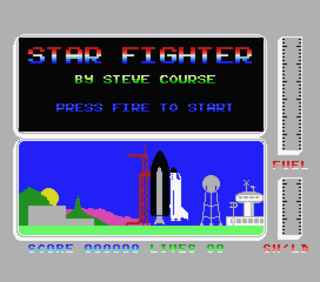 STAR FIGHTER
BY STEVE COURSE
PRESS FIRE TO START
FUEL
SCORE 000000 LIVES 00
SH'LD